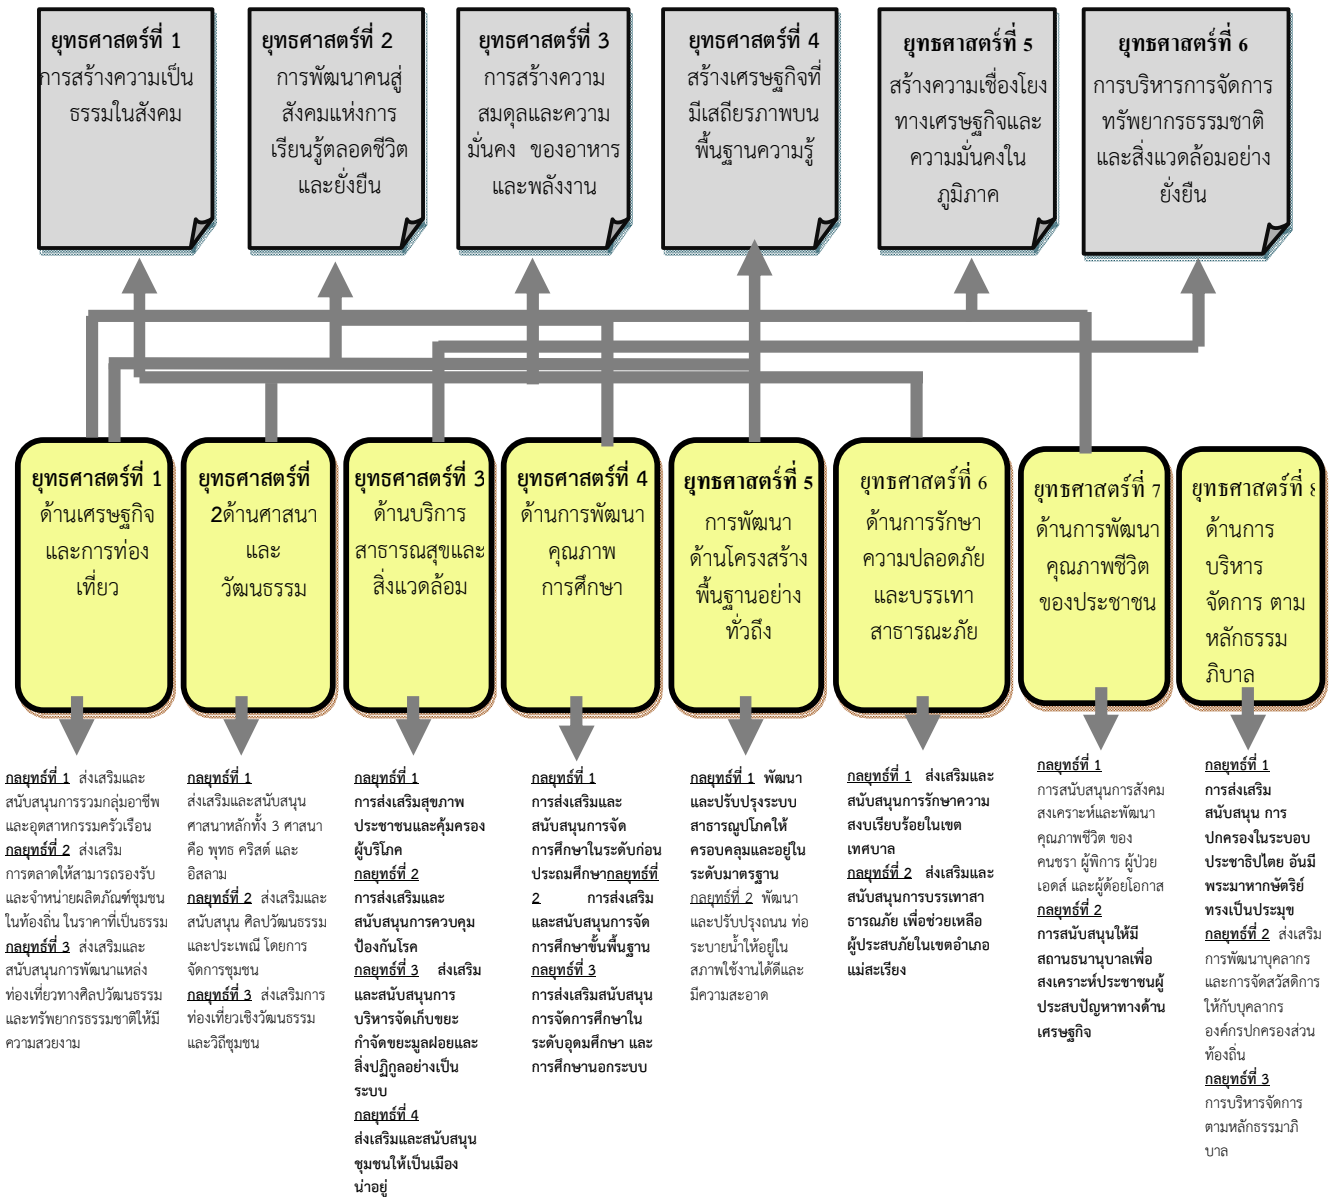 ยุทธศาสตร์ที่ 1
การสร้างความเป็น
ธรรมในสังคม
ยุทธศาสตร์ที่ 2
การพัฒนาคนสู่
สังคมแห่งการ
เรียนรู้ตลอดชีวิต
และยั่งยืน
ยุทธศาสตร์ที่ 3
การสร้างความ
สมดุลและความ
มั่นคง ของอาหาร
และพลังงาน
ยุทธศาสตร์ที่ 4
สร้างเศรษฐกิจที่
มีเสถียรภาพบน
พื้นฐานความรู้
ยุทธศาสตร์ที่ 5
สร้างความเชื่องโยง
ทางเศรษฐกิจและ
ความมั่นคงใน
ภูมิภาค
ยุทธศาสตร์ที่ 6
การบริหารการจัดการ
ทรัพยากรธรรมชาติ
และสิ่งแวดล้อมอย่าง
ยั่งยืน
ยุทธศาสตร์ที่ 1
ด้านเศรษฐกิจ
และการท่อง
เที่ยว
ยุทธศาสตร์ที่
2ด้านศาสนา
และ
วัฒนธรรม
ยุทธศาสตร์ที่ 3
ด้านบริการ
สาธารณสุขและ
สิ่งแวดล้อม
ยุทธศาสตร์ที่ 4
ด้านการพัฒนา
คุณภาพ
การศึกษา
ยุทธศาสตร์ที่ 5
การพัฒนา
ด้านโครงสร้าง
พื้นฐานอย่าง
ทั่วถึง
ยุทธศาสตร์ที่ 6
ด้านการรักษา
ความปลอดภัย
และบรรเทา
สาธารณะภัย
ยุทธศาสตร์ที่ 7
ด้านการพัฒนา
คุณภาพชีวิต
ของประชาชน
ยุทธศาสตร์ที่ 8
ด้านการ
บริหาร
จัดการ ตาม
หลักธรรม
ภิบาล
กลยุทธ์ที่ 1 ส่งเสริมและ
สนับสนุนการรวมกลุ่มอาชีพ
และอุตสาหกรรมครัวเรือน
กลยุทธ์ที่ 2 ส่งเสริม
การตลาดให้สามารถรองรับ
และจำหน่ายผลิตภัณฑ์ชุมชน
ในท้องถิ่น ในราคาที่เป็นธรรม
กลยุทธ์ที่ 3 ส่งเสริมและ
สนับสนุนการพัฒนาแหล่ง
ท่องเที่ยวทางศิลปวัฒนธรรม
และทรัพยากรธรรมชาติให้มี
ความสวยงาม
กลยุทธ์ที่ 1
ส่งเสริมและสนับสนุน
ศาสนาหลักทั้ง 3 ศาสนา
คือ พุทธ คริสต์ และ
อิสลาม
กลยุทธ์ที่ 2 ส่งเสริมและ
สนับสนุน ศิลปวัฒนธรรม
และประเพณี โดยการ
จัดการชุมชน
กลยุทธ์ที่ 3 ส่งเสริมการ
ท่องเที่ยวเชิงวัฒนธรรม
และวิถีชุมชน
กลยุทธ์ที่ 1
การส่งเสริมสุขภาพ
ประชาชนและคุ้มครอง
ผู้บริโภค
กลยุทธ์ที่ 2
การส่งเสริมและ
สนับสนุนการควบคุม
ป้องกันโรค
กลยุทธ์ที่ 3 ส่งเสริม
และสนับสนุนการ
บริหารจัดเก็บขยะ
กำจัดขยะมูลฝอยและ
สิ่งปฏิกูลอย่างเป็น
ระบบ
กลยุทธ์ที่ 4
ส่งเสริมและสนับสนุน
ชุมชนให้เป็นเมือง
น่าอยู่
กลยุทธ์ที่ 1
การส่งเสริมและ
สนับสนุนการจัด
การศึกษาในระดับก่อน
ประถมศึกษากลยุทธ์ที่
2 การส่งเสริม
และสนับสนุนการจัด
การศึกษาขั้นพื้นฐาน
กลยุทธ์ที่ 3
การส่งเสริมสนับสนุน
การจัดการศึกษาใน
ระดับอุดมศึกษา และ
การศึกษานอกระบบ
กลยุทธ์ที่ 1 พัฒนา
และปรับปรุงระบบ
สาธารณูปโภคให้
ครอบคลุมและอยู่ใน
ระดับมาตรฐาน
กลยุทธ์ที่ 2 พัฒนา
และปรับปรุงถนน ท่อ
ระบายน้ำให้อยู่ใน
สภาพใช้งานได้ดีและ
มีความสะอาด
กลยุทธ์ที่ 1 ส่งเสริมและ
สนับสนุนการรักษาความ
สงบเรียบร้อยในเขต
เทศบาล
กลยุทธ์ที่ 2 ส่งเสริมและ
สนับสนุนการบรรเทาสา
ธารณภัย เพื่อช่วยเหลือ
ผู้ประสบภัยในเขตอำเภอ
แม่สะเรียง
กลยุทธ์ที่ 1
การสนับสนุนการสังคม
สงเคราะห์และพัฒนา
คุณภาพชีวิต ของ
คนชรา ผู้พิการ ผู้ป่วย
เอดส์ และผู้ด้อยโอกาส
กลยุทธ์ที่ 2
การสนับสนุนให้มี
สถานธนานุบาลเพื่อ
สงเคราะห์ประชาชนผู้
ประสบปัญหาทางด้าน
เศรษฐกิจ
กลยุทธ์ที่ 1
การส่งเสริม
สนับสนุน การ
ปกครองในระบอบ
ประชาธิปไตย อันมี
พระมาหากษัตริย์
ทรงเป็นประมุข
กลยุทธ์ที่ 2 ส่งเสริม
การพัฒนาบุคลากร
และการจัดสวัสดิการ
ให้กับบุคลากร
องค์กรปกครองส่วน
ท้องถิ่น
กลยุทธ์ที่ 3
การบริหารจัดการ
ตามหลักธรรมาภิ
บาล